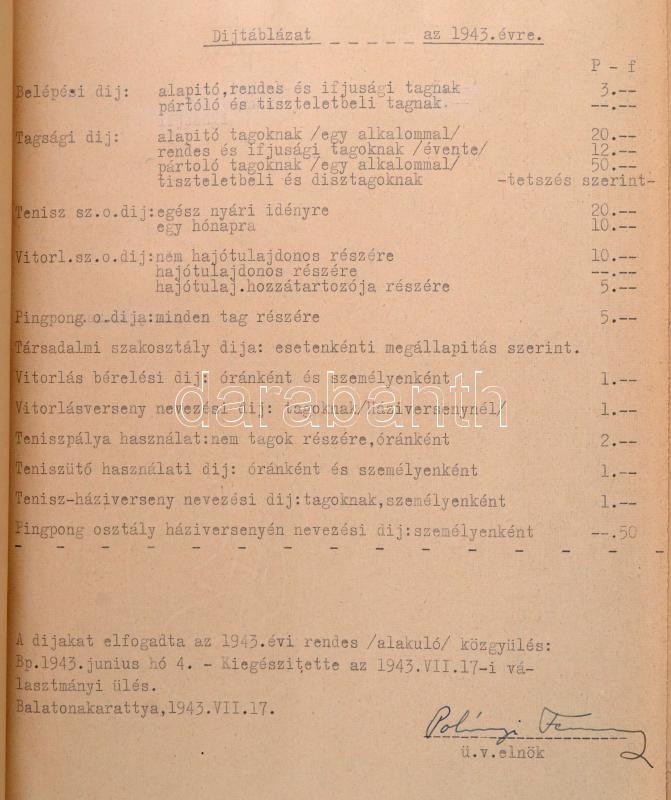 Dijtáblázat _ _ _ _ _ az 1943.évre.
P - f
Belépési dij: alapitó,rendes és ifjusági tagnak 3.--
pártóló és tiszteletbeli tagnak --.--
Tagsági dij: alapitó tagoknak /egy alkalommal/ 20.--
rendes és ifjusági tagoknak /évente/ 12.--
pártoló tagoknak /egy alkalommal/ 50.--
tiszteletbeli és disztagoknak -tetszés szerint-
Tenisz sz.o.dij:egész nyári idényre 20.--
egy hónapra 10.--
Vitorl.sz.o.dij:nem hajótulajdonos részére 10.--
hajótulajdonos részére --.--
hajótulaj.hozzátartozója részére 5.--
Pingpong.o.dija:minden tag részére 5.--
Társadalmi szakosztály dija: esetenkénti megállapitás szerint.
Vitorlás bérelési dij: óránként és személyenként 1.--
darabanth
Vitorlásverseny nevezési dij: tagoknak/Háziversenynél/ 1.--
Teniszpálya használat:nem tagok részére,óránként 2.--
Teniszütő használati dij: óránként és személyenként 1.--
Tenisz-háziverseny nevezési dij:tagoknak,személyenként 1.--
Pingpong osztály háziversenyén nevezési dij:személyenként --.50
A dijakat elfogadta az 1943.évi rendes /alakuló/ közgyülés:
Bp.1943.junius hó 4. - Kiegészitette az 1943.VII.17-i vá-
lasztmányi ülés.
Balatonakarattya,1943.VII.17.
Polányi
ü.v.elnök